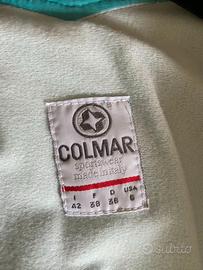 COLMAR
sportswear
made in italy
I F D USA
42 38 36 6
subito